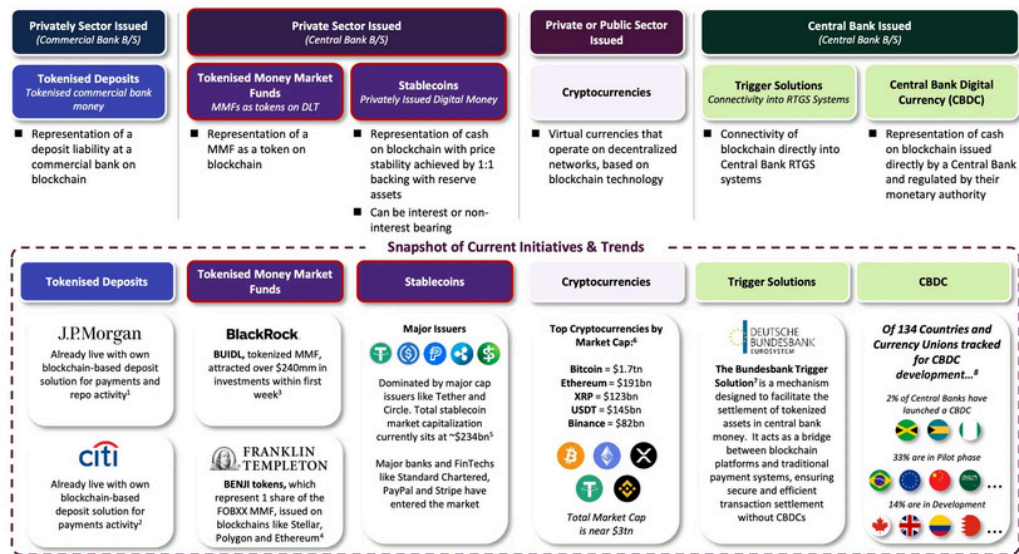 Privately Sector Issued
(Commercial Bank B/S)
Private Sector Issued
(Central Bank B/S)
Private or Public Sector
Issued
Central Bank Issued
(Central Bank B/S)
Tokenised Deposits
Tokenised commercial bank
money
Tokenised Money Market
Funds
MMFs as tokens on DLT
Stablecoins
Privately Issued Digital Money
Cryptocurrencies
Trigger Solutions
Connectivity into RTGS Systems
Central Bank Digital
Currency (CBDC)
■ Representation of a
deposit liability at a
commercial bank on
blockchain
■ Representation of a
MMF as a token on
blockchain
■ Representation of cash
on blockchain with price
stability achieved by 1:1
backing with reserve
assets
■ Can be interest or non-
interest bearing
■ Virtual currencies that
operate on decentralized
networks, based on
blockchain technology
■ Connectivity of
blockchain directly into
Central Bank RTGS
systems
■ Representation of cash
on blockchain issued
directly by a Central Bank
and regulated by their
monetary authority
Snapshot of Current Initiatives & Trends
Tokenised Deposits
Tokenised Money Market
Funds
Stablecoins
Cryptocurrencies
Trigger Solutions
CBDC
J.P.Morgan
Already live with own
blockchain-based deposit
solution for payments and
repo activity¹
citi
Already live with own
blockchain-based
deposit solution for
payments activity²
BlackRock
BUIDL, tokenized MMF,
attracted over $240mm in
investments within first
week³
FRANKLIN
TEMPLETON
BENJI tokens, which
represent 1 share of the
FOBXX MMF, issued on
blockchains like Stellar,
Polygon and Ethereum⁴
Major Issuers
Dominated by major cap
issuers like Tether and
Circle. Total stablecoin
market capitalization
currently sits at ~$234bn⁵
Major banks and FinTechs
like Standard Chartered,
PayPal and Stripe have
entered the market
Top Cryptocurrencies by
Market Cap:⁶
Bitcoin = $1.7tn
Ethereum = $191bn
XRP = $123bn
USDT = $145bn
Binance = $82bn
Total Market Cap
is near $3tn
DEUTSCHE
BUNDESBANK
EUROSYSTEM
The Bundesbank Trigger
Solution⁷ is a mechanism
designed to facilitate the
settlement of tokenized
assets in central bank
money. It acts as a bridge
between blockchain
platforms and traditional
payment systems, ensuring
secure and efficient
transaction settlement
without CBDCs
Of 134 Countries and
Currency Unions tracked
for CBDC
development...⁸
2% of Central Banks have
launched a CBDC
33% are in Pilot phase
...
14% are in Development
...